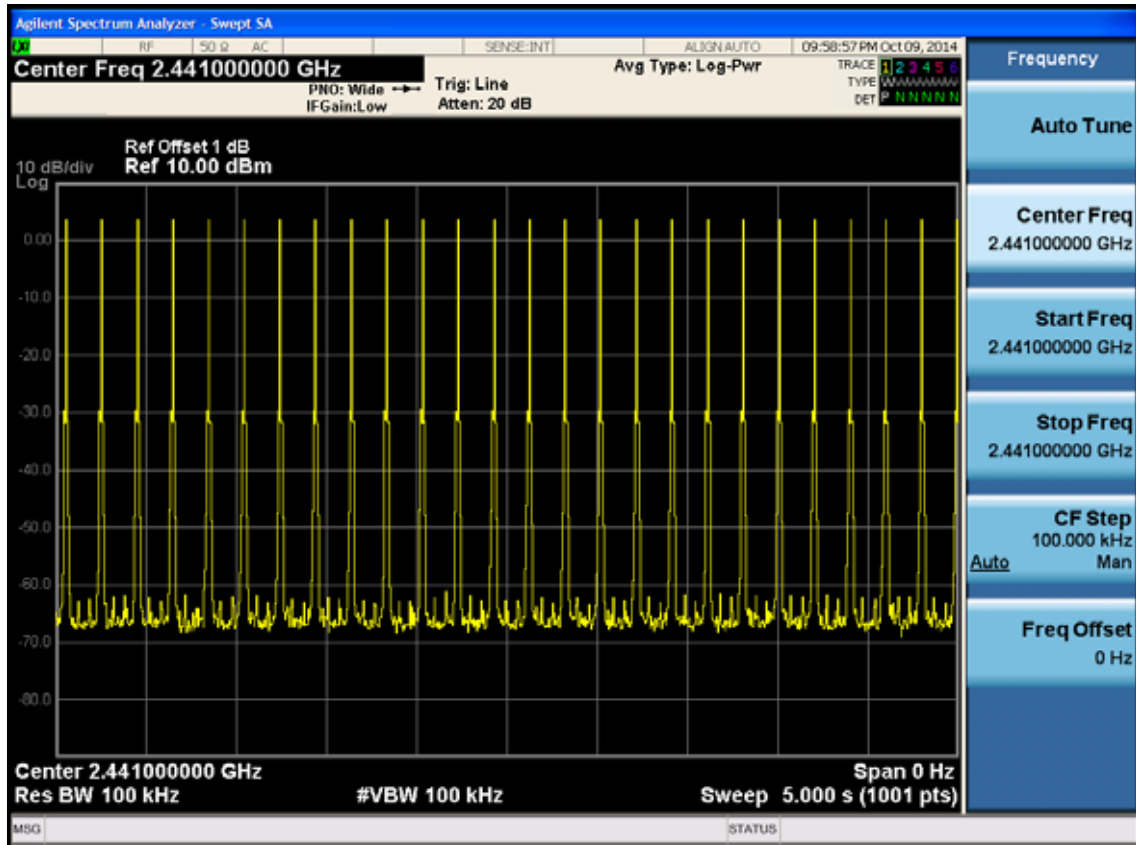 Agilent Spectrum Analyzer - Swept SA
RF 50 Ω AC SENSE:INT ALIGN AUTO 09:58:57 PM Oct 09, 2014
Center Freq 2.441000000 GHz
PNO: Wide
IFGain:Low
Trig: Line
Atten: 20 dB
Avg Type: Log-Pwr
TRACE 1 2 3 4 5 6
TYPE
DET P N N N N N
Ref Offset 1 dB
10 dB/div Ref 10.00 dBm
Log
0.00
-10.0
-20.0
-30.0
-40.0
-50.0
-60.0
-70.0
-80.0
Center 2.441000000 GHz Span 0 Hz
Res BW 100 kHz #VBW 100 kHz Sweep 5.000 s (1001 pts)
MSG STATUS
Frequency
Auto Tune
Center Freq
2.441000000 GHz
Start Freq
2.441000000 GHz
Stop Freq
2.441000000 GHz
CF Step
100.000 kHz
Auto Man
Freq Offset
0 Hz